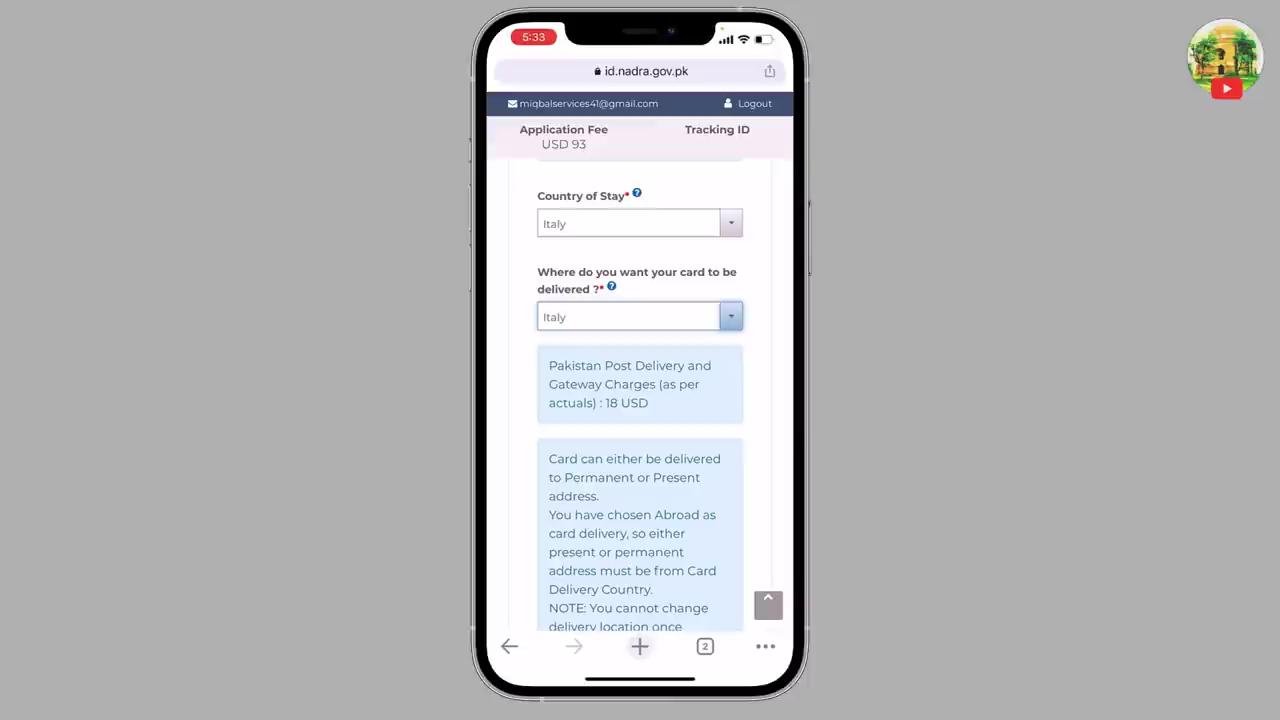 5:33
id.nadra.gov.pk
miqbalservices41@gmail.com Logout
Application Fee Tracking ID
USD 93
Country of Stay*
Italy
Where do you want your card to be
delivered ?*
Italy
Pakistan Post Delivery and
Gateway Charges (as per
actuals) : 18 USD
Card can either be delivered
to Permanent or Present
address.
You have chosen Abroad as
card delivery, so either
present or permanent
address must be from Card
Delivery Country.
NOTE: You cannot change
delivery location once
2